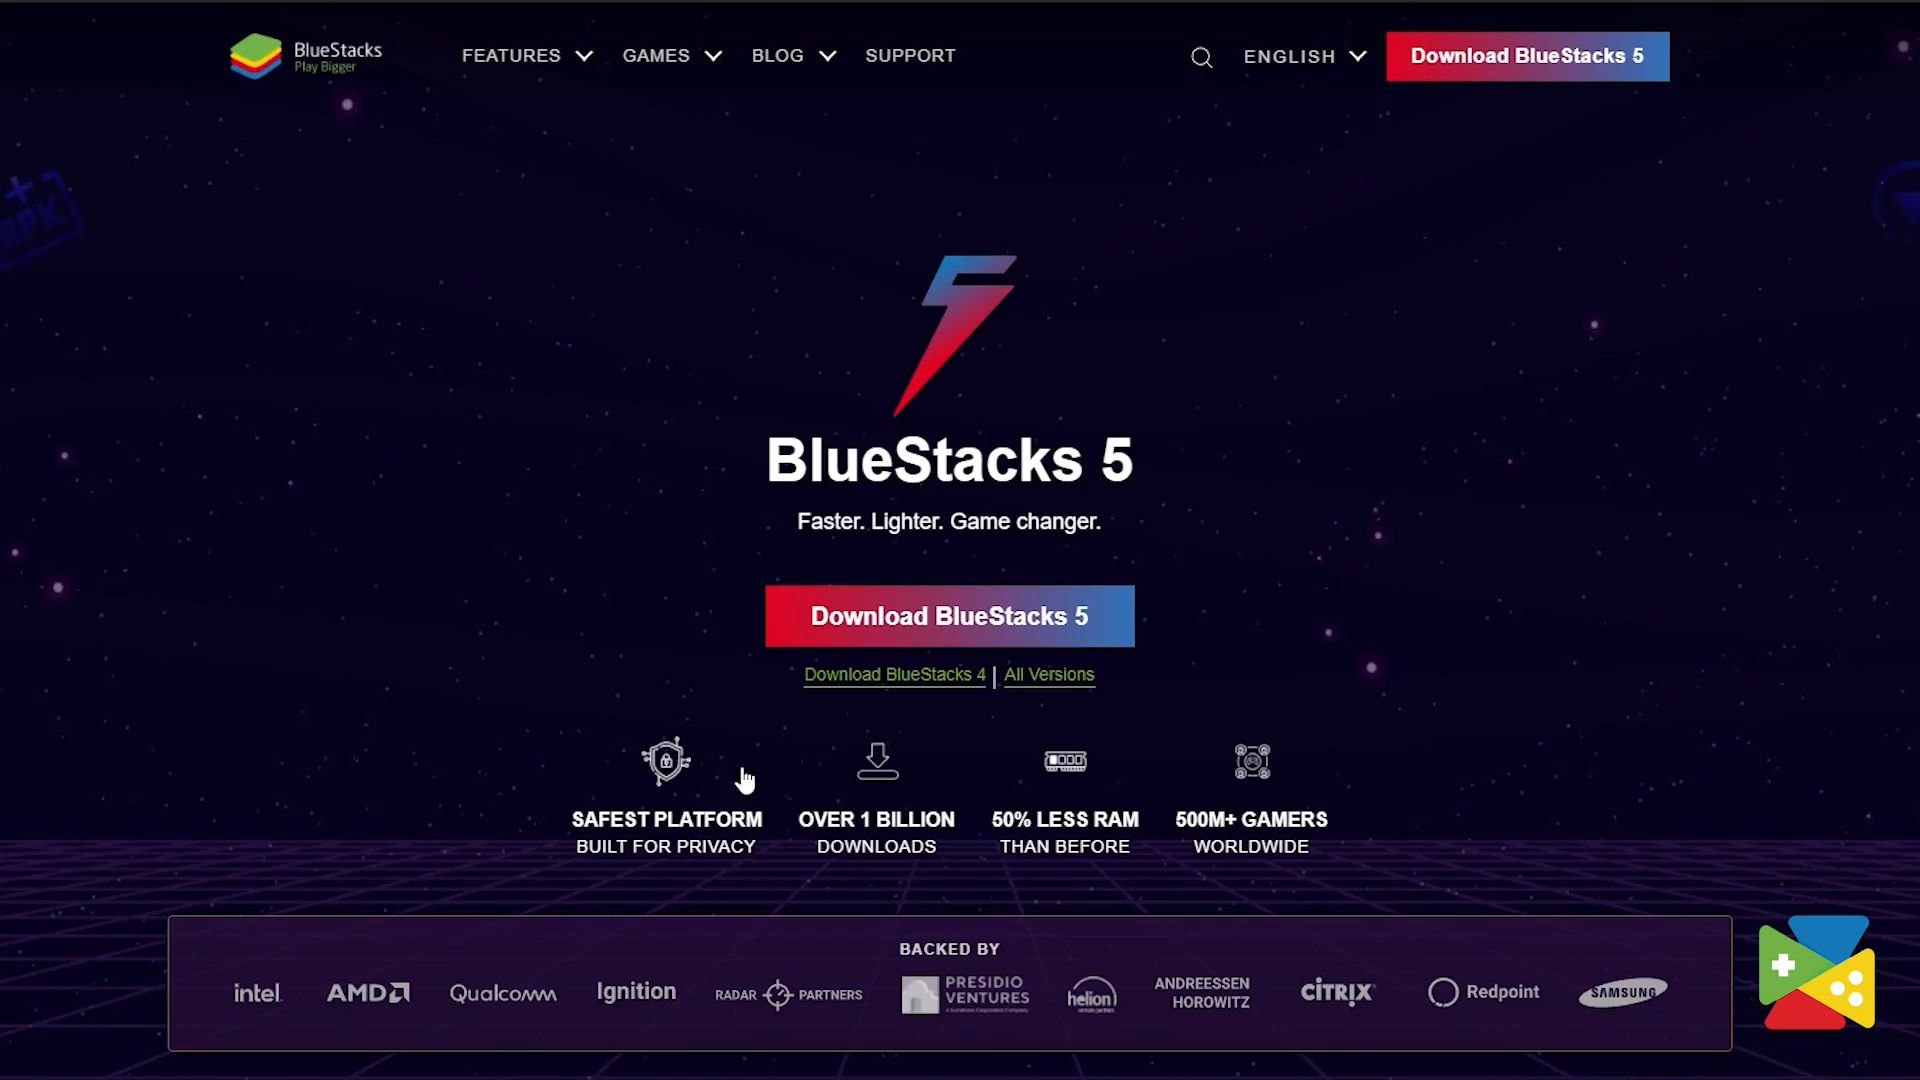 BlueStacks
Play Bigger
FEATURES
GAMES
BLOG
SUPPORT
ENGLISH
Download BlueStacks 5
+
APK
BlueStacks 5
Faster. Lighter. Game changer.
Download BlueStacks 5
Download BlueStacks 4 | All Versions
SAFEST PLATFORM
BUILT FOR PRIVACY
OVER 1 BILLION
DOWNLOADS
50% LESS RAM
THAN BEFORE
500M+ GAMERS
WORLDWIDE
BACKED BY
intel.
AMD
Qualcomm
Ignition
RADAR PARTNERS
PRESIDIO
VENTURES
helion
ANDREESSEN
HOROWITZ
CITRIX
Redpoint
SAMSUNG